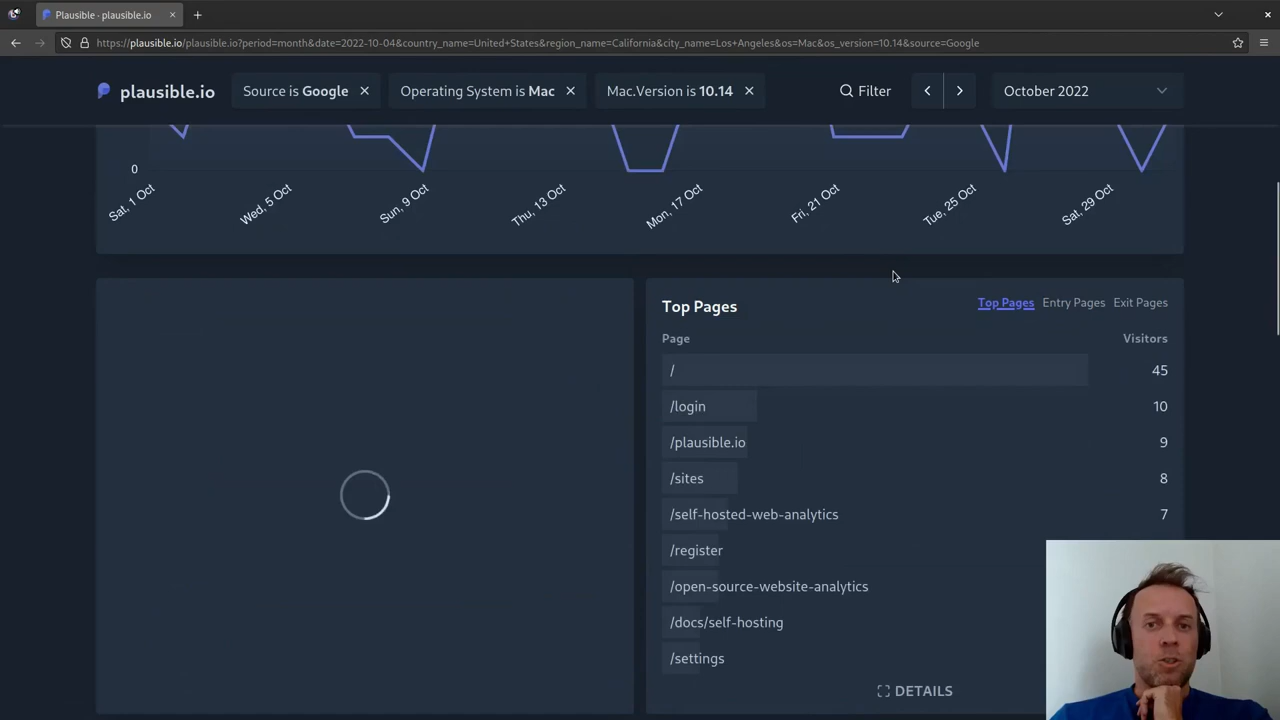 Plausible · plausible.io
https://plausible.io/plausible.io?period=month&date=2022-10-04&country_name=United+States&region_name=California&city_name=Los+Angeles&os=Mac&os_version=10.14&source=Google
plausible.io
Source is Google
Operating System is Mac
Mac.Version is 10.14
Filter
October 2022
0
Sat, 1 Oct
Wed, 5 Oct
Sun, 9 Oct
Thu, 13 Oct
Mon, 17 Oct
Fri, 21 Oct
Tue, 25 Oct
Sat, 29 Oct
Top Pages
Top Pages Entry Pages Exit Pages
Page Visitors
/ 45
/login 10
/plausible.io 9
/sites 8
/self-hosted-web-analytics 7
/register
/open-source-website-analytics
/docs/self-hosting
/settings
DETAILS